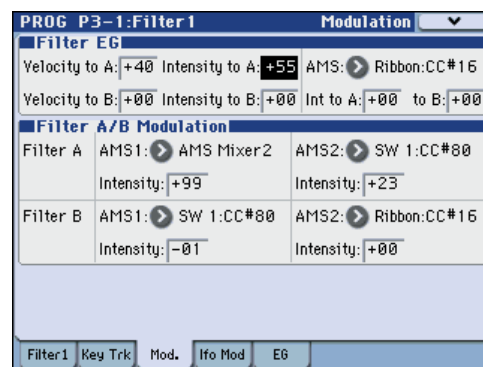 PROG P3-1:Filter1 Modulation
Filter EG
Velocity to A: +40 Intensity to A: +55 AMS: Ribbon:CC#16
Velocity to B: +00 Intensity to B: +00 Int to A: +00 to B: +00
Filter A/B Modulation
Filter A AMS1: AMS Mixer2 AMS2: SW 1:CC#80
Intensity: +99 Intensity: +23
Filter B AMS1: SW 1:CC#80 AMS2: Ribbon:CC#16
Intensity: -01 Intensity: +00
Filter1 Key Trk Mod. lfo Mod EG